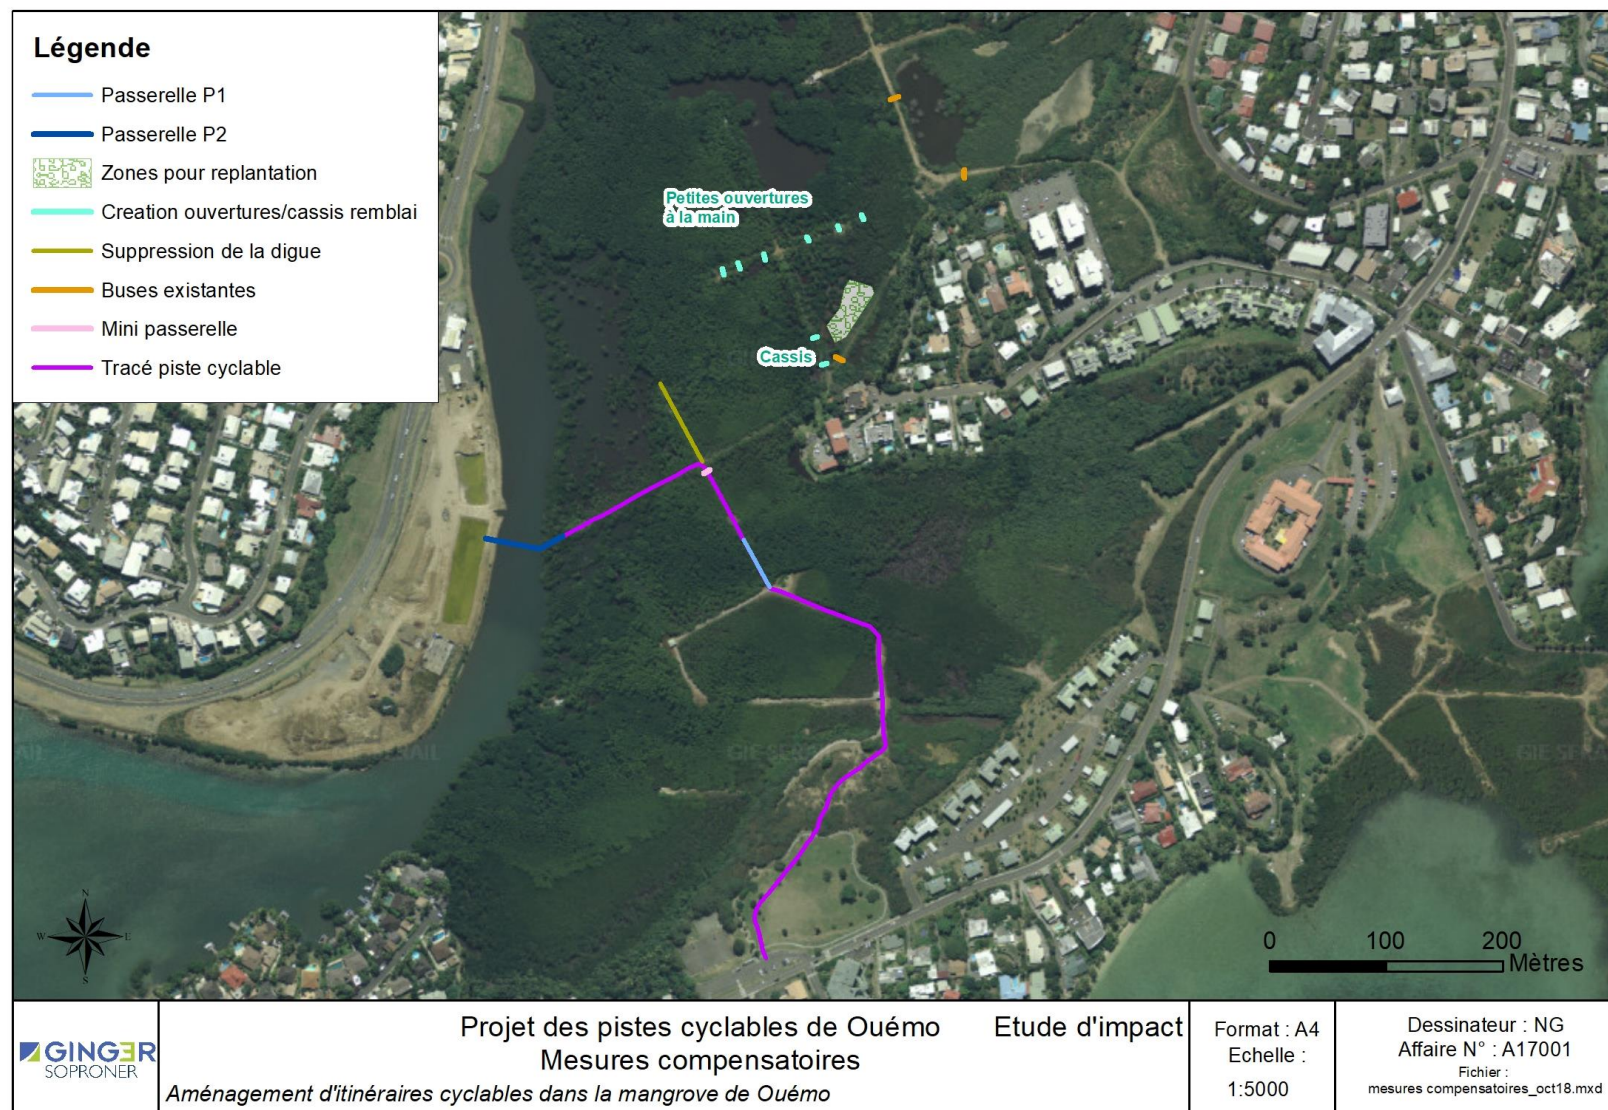 Légende
Passerelle P1
Passerelle P2
Zones pour replantation
Creation ouvertures/cassis remblai
Suppression de la digue
Buses existantes
Mini passerelle
Tracé piste cyclable
Petites ouvertures
à la main
Cassis
GIE SERAIL
N
W
E
S
0 100 200
Mètres
GINGER
SOPRONER
Projet des pistes cyclables de Ouémo Etude d'impact
Mesures compensatoires
Aménagement d'itinéraires cyclables dans la mangrove de Ouémo
Format : A4
Echelle :
1:5000
Dessinateur : NG
Affaire N° : A17001
Fichier :
mesures compensatoires_oct18.mxd